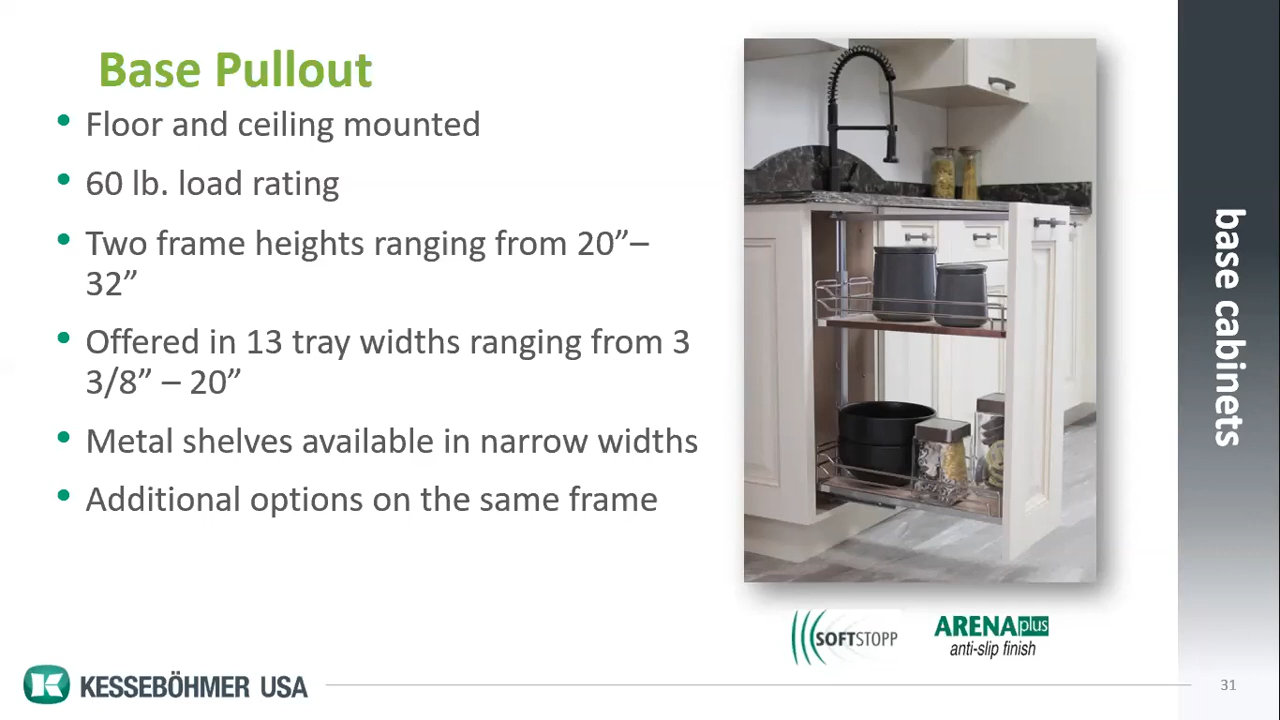 Base Pullout
• Floor and ceiling mounted
• 60 lb. load rating
• Two frame heights ranging from 20”–
32”
• Offered in 13 tray widths ranging from 3
3/8” – 20”
• Metal shelves available in narrow widths
• Additional options on the same frame
SOFTSTOPP
ARENA plus
anti-slip finish
base cabinets
K KESSEBÖHMER USA
31